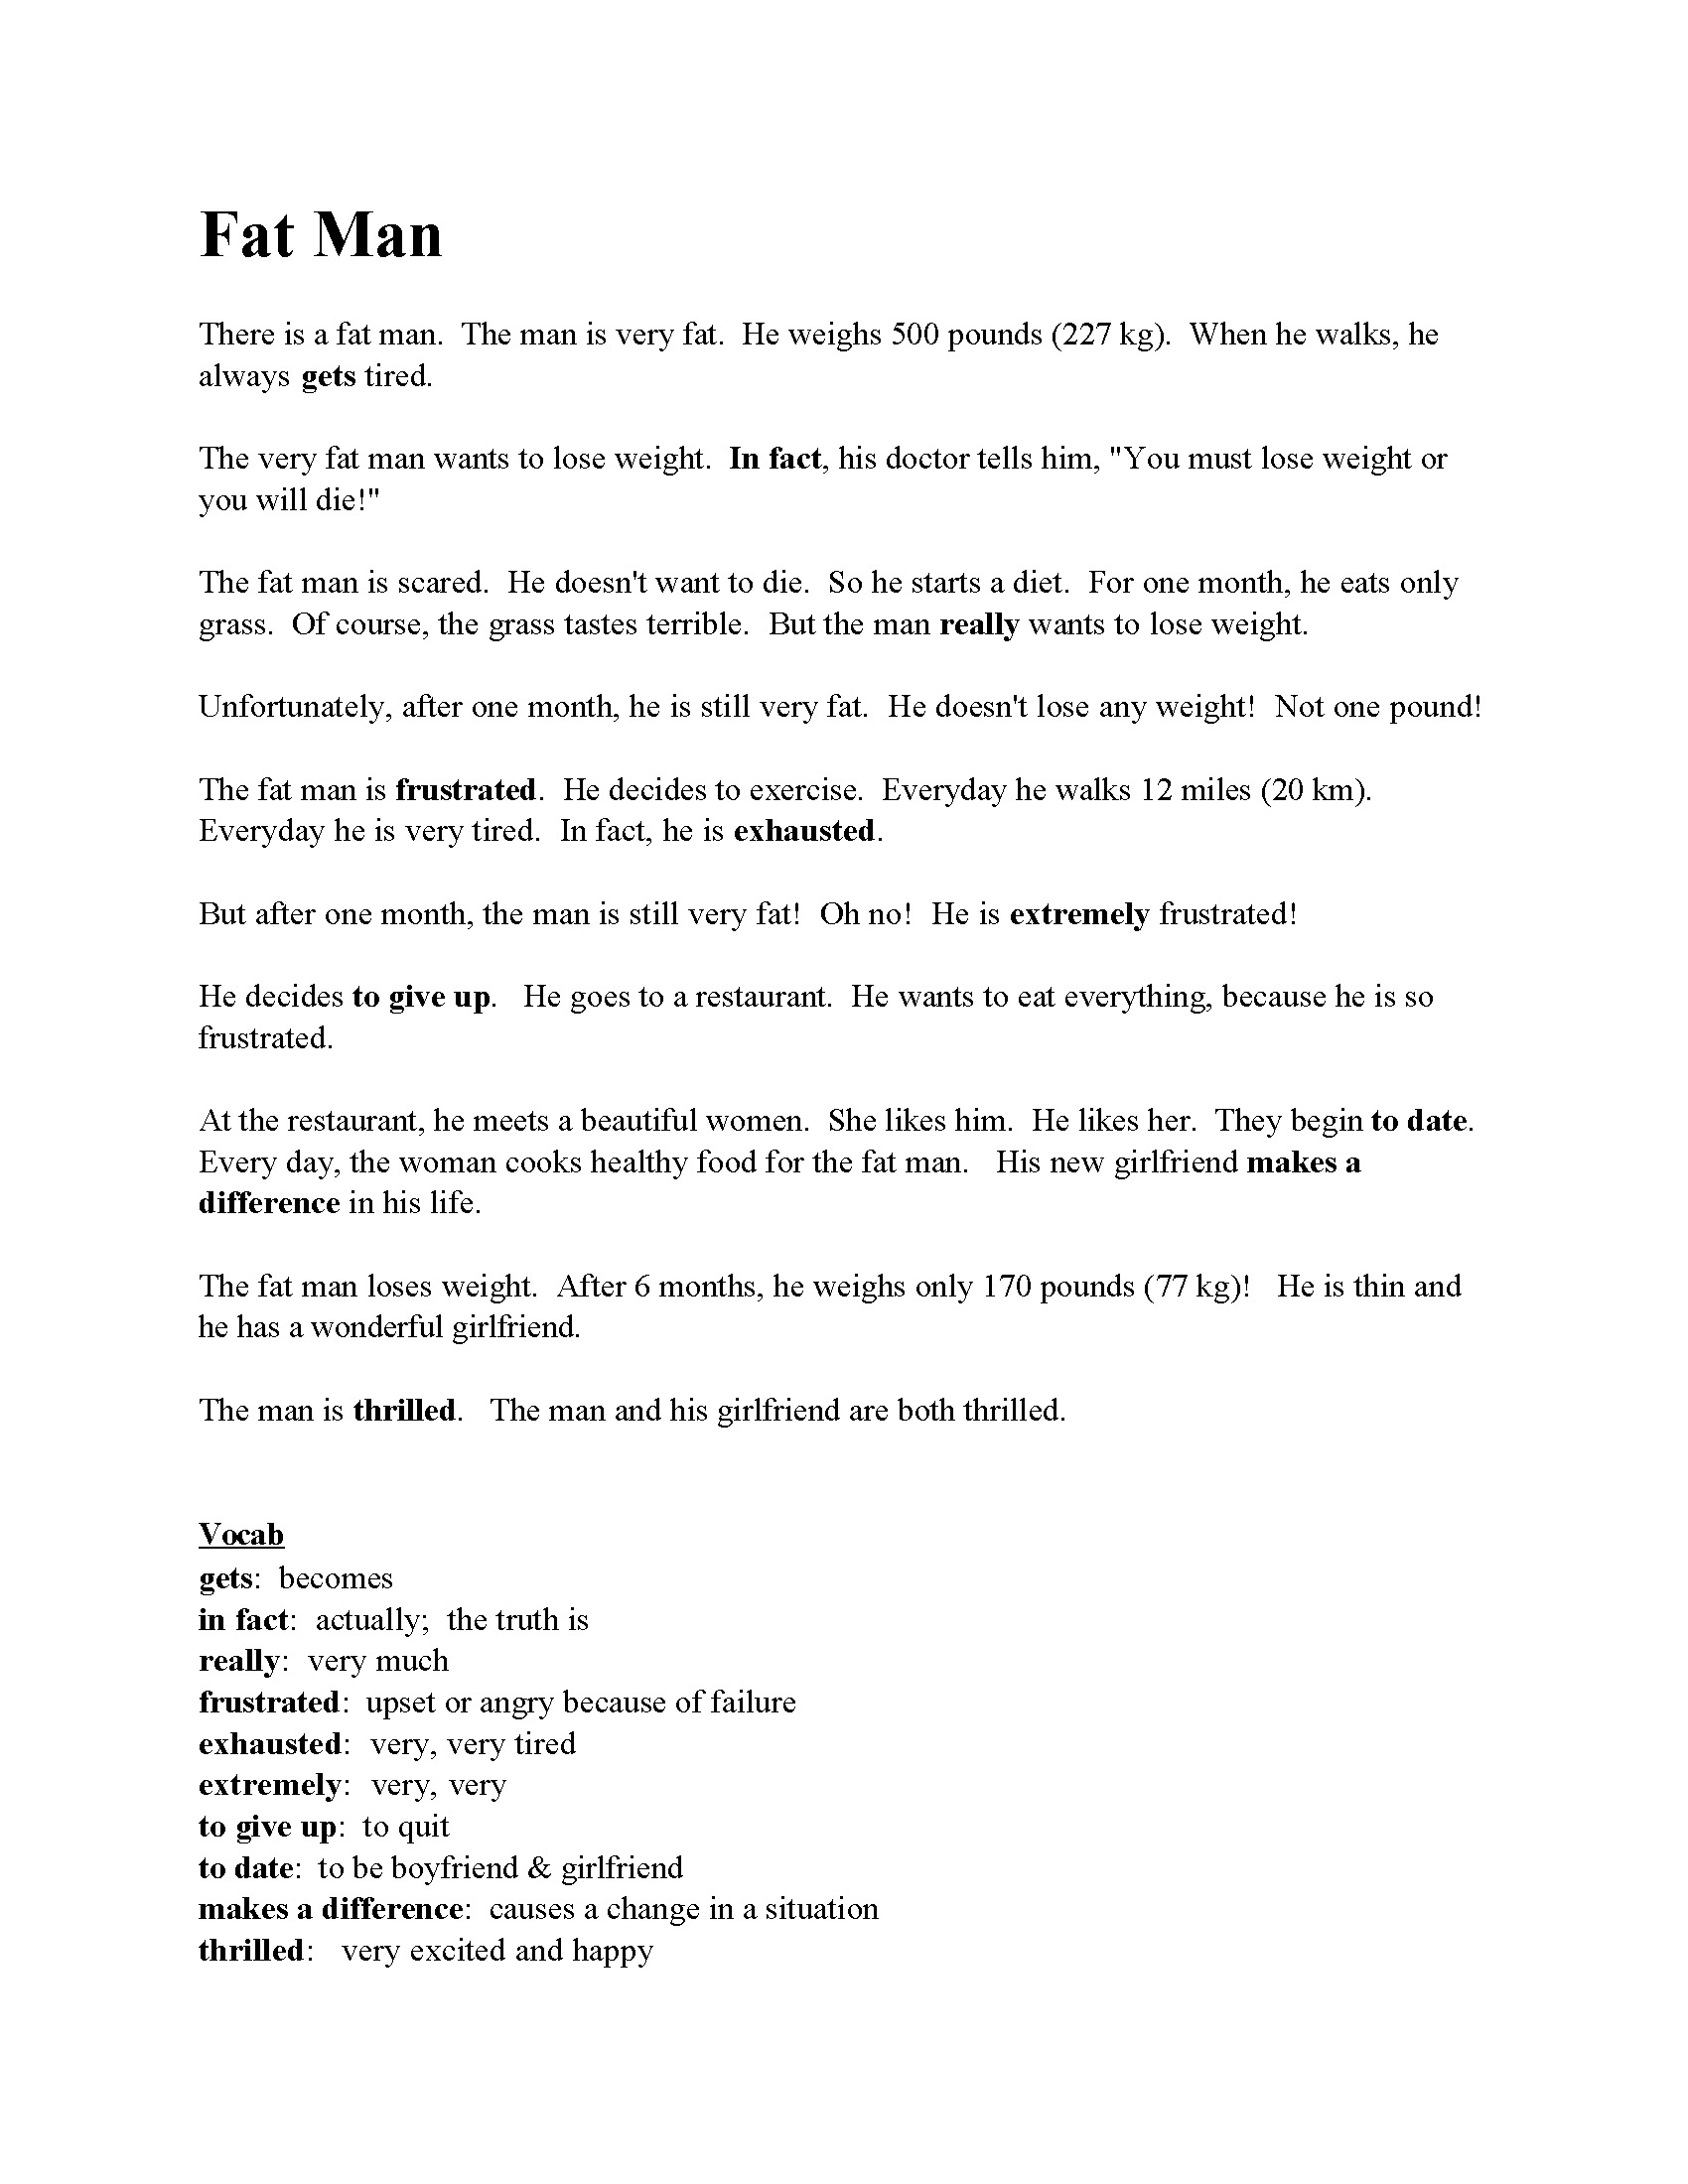 Fat Man
There is a fat man.  The man is very fat.  He weighs 500 pounds (227 kg).  When he walks, he
always gets tired.
The very fat man wants to lose weight.  In fact, his doctor tells him, "You must lose weight or
you will die!"
The fat man is scared.  He doesn't want to die.  So he starts a diet.  For one month, he eats only
grass.  Of course, the grass tastes terrible.  But the man really wants to lose weight.
Unfortunately, after one month, he is still very fat.  He doesn't lose any weight!  Not one pound!
The fat man is frustrated.  He decides to exercise.  Everyday he walks 12 miles (20 km).
Everyday he is very tired.  In fact, he is exhausted.
But after one month, the man is still very fat!  Oh no!  He is extremely frustrated!
He decides to give up.   He goes to a restaurant.  He wants to eat everything, because he is so
frustrated.
At the restaurant, he meets a beautiful women.  She likes him.  He likes her.  They begin to date.
Every day, the woman cooks healthy food for the fat man.   His new girlfriend makes a
difference in his life.
The fat man loses weight.  After 6 months, he weighs only 170 pounds (77 kg)!   He is thin and
he has a wonderful girlfriend.
The man is thrilled.   The man and his girlfriend are both thrilled.
Vocab
gets:  becomes
in fact:  actually;  the truth is
really:  very much
frustrated:  upset or angry because of failure
exhausted:  very, very tired
extremely:  very, very
to give up:  to quit
to date:  to be boyfriend & girlfriend
makes a difference:  causes a change in a situation
thrilled:   very excited and happy